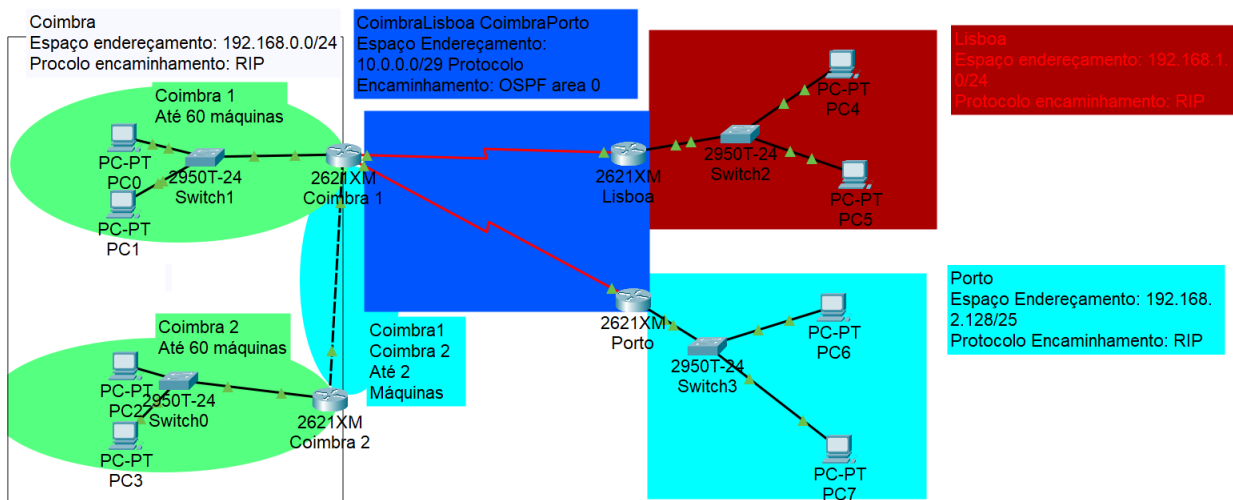 Coimbra
Espaço endereçamento: 192.168.0.0/24
Procolo encaminhamento: RIP
CoimbraLisboa CoimbraPorto
Espaço Endereçamento:
10.0.0.0/29 Protocolo
Encaminhamento: OSPF area 0
Lisboa
Espaço endereçamento: 192.168.1.
0/24
Protocolo encaminhamento: RIP
Coimbra 1
Até 60 máquinas
PC-PT
PC0
2950T-24
Switch1
PC-PT
PC1
2621XM
Coimbra 1
2621XM
Lisboa
PC-PT
PC4
2950T-24
Switch2
PC-PT
PC5
Coimbra 2
Até 60 máquinas
PC-PT
PC2
2950T-24
Switch0
PC-PT
PC3
2621XM
Coimbra 2
Coimbra1
Coimbra 2
Até 2
Máquinas
2621XM
Porto
PC-PT
PC6
2950T-24
Switch3
PC-PT
PC7
Porto
Espaço Endereçamento: 192.168.
2.128/25
Protocolo Encaminhamento: RIP